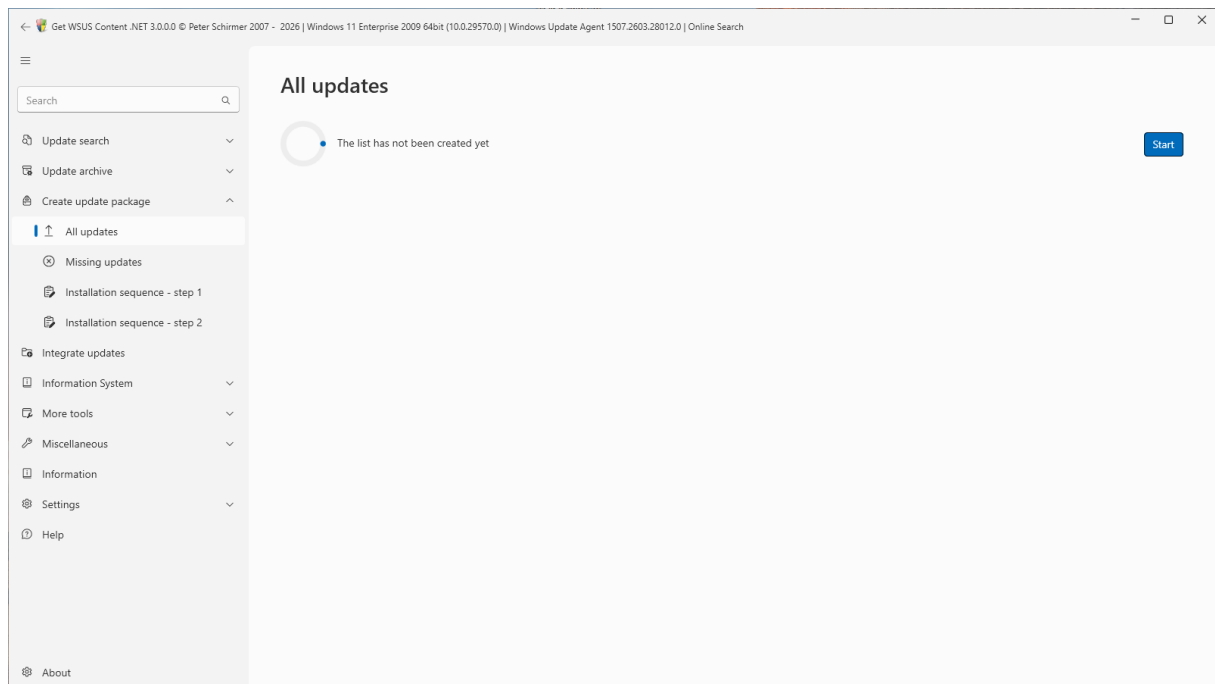 Get WSUS Content .NET 3.0.0.0 © Peter Schirmer 2007 - 2026 | Windows 11 Enterprise 2009 64bit (10.0.29570.0) | Windows Update Agent 1507.2603.28012.0 | Online Search
Search
Update search
Update archive
Create update package
All updates
Missing updates
Installation sequence - step 1
Installation sequence - step 2
Integrate updates
Information System
More tools
Miscellaneous
Information
Settings
Help
About
All updates
The list has not been created yet
Start